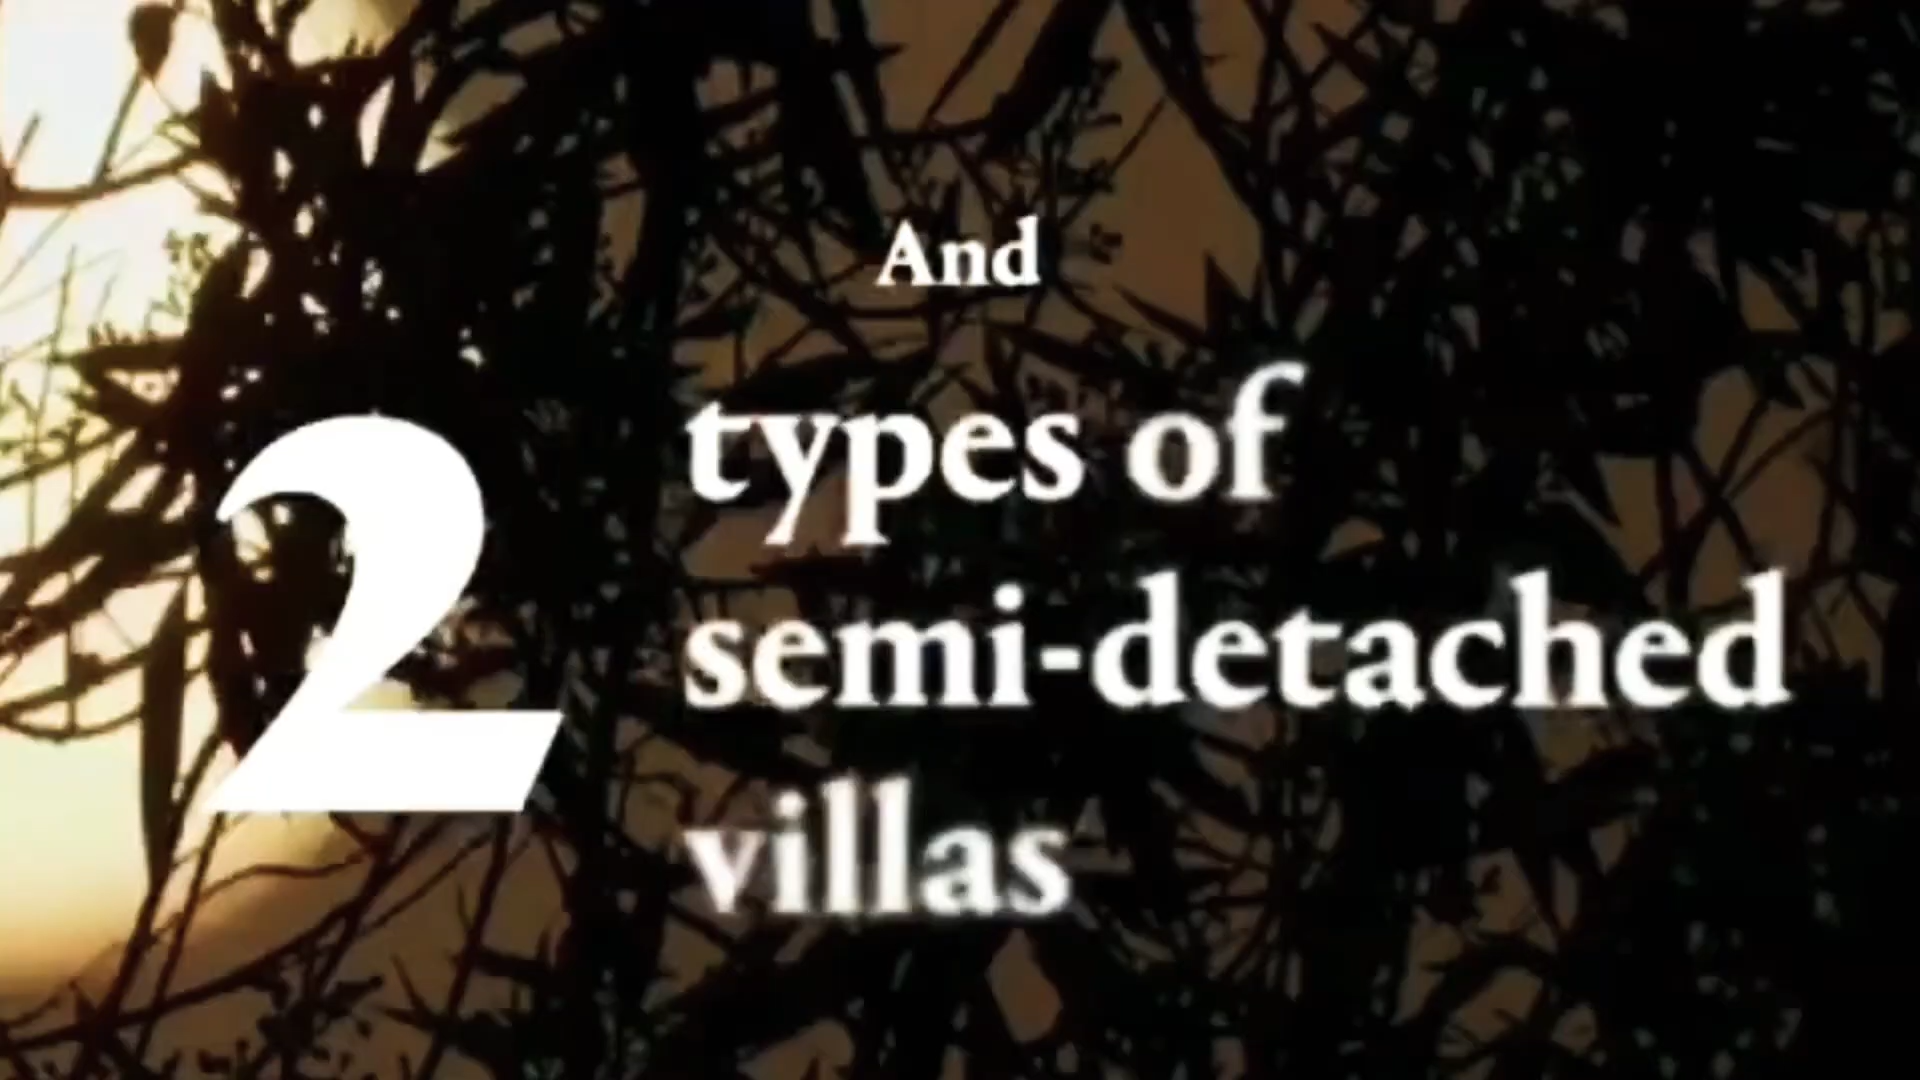 And
2 types of
semi-detached
villas